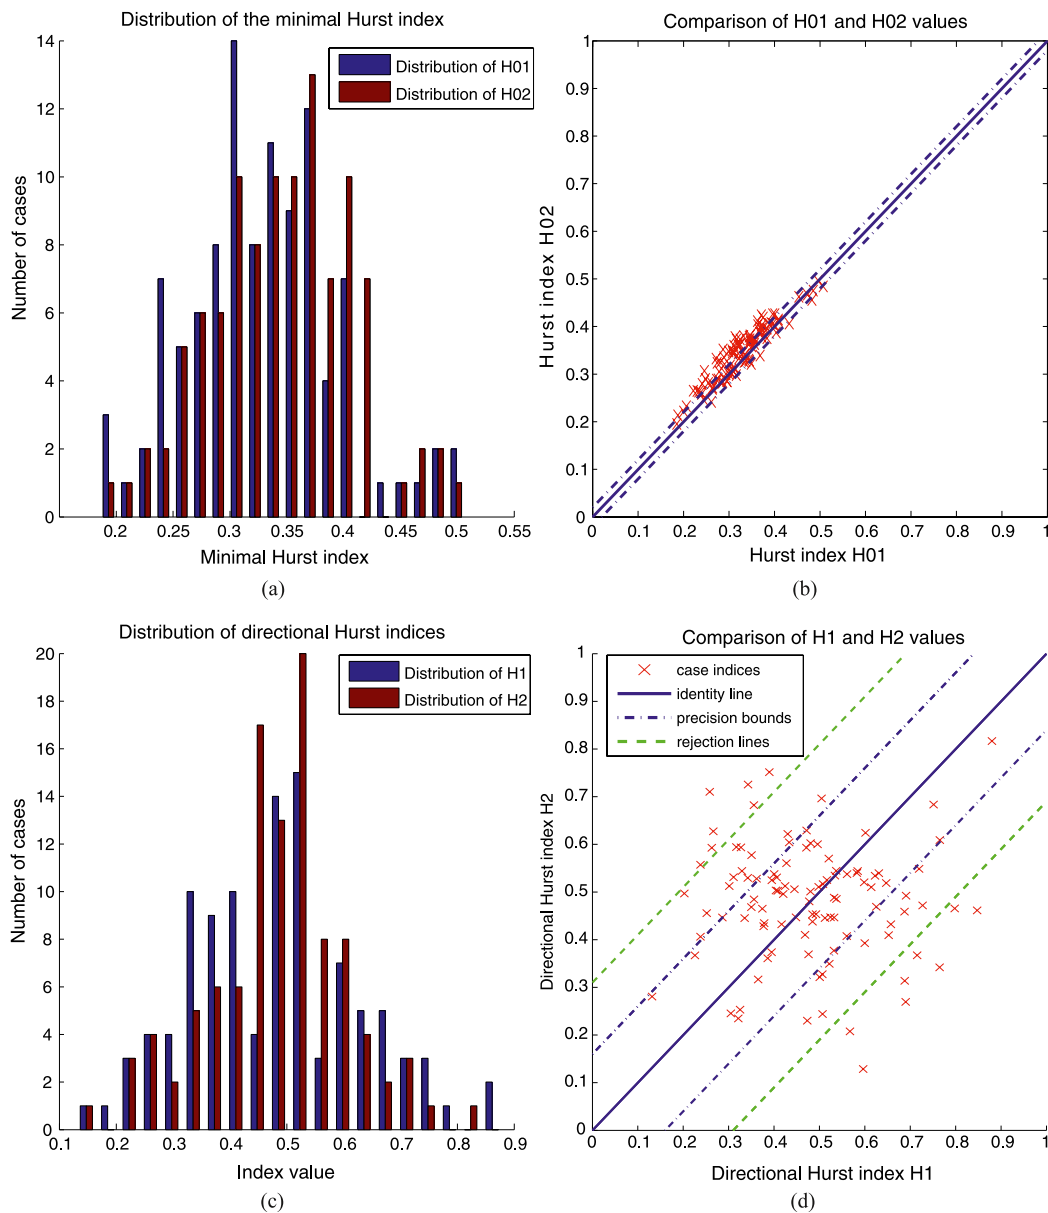 Distribution of the minimal Hurst index
14
12
10
8
6
4
2
0
0.2 0.25 0.3 0.35 0.4 0.45 0.5 0.55
Number of cases
Minimal Hurst index
Distribution of H01
Distribution of H02
(a)
Comparison of H01 and H02 values
1
0.9
0.8
0.7
0.6
0.5
0.4
0.3
0.2
0.1
0
0 0.1 0.2 0.3 0.4 0.5 0.6 0.7 0.8 0.9 1
Hurst index H02
Hurst index H01
(b)
Distribution of directional Hurst indices
20
18
16
14
12
10
8
6
4
2
0
0.1 0.2 0.3 0.4 0.5 0.6 0.7 0.8 0.9
Number of cases
Index value
Distribution of H1
Distribution of H2
(c)
Comparison of H1 and H2 values
1
0.9
0.8
0.7
0.6
0.5
0.4
0.3
0.2
0.1
0
0 0.1 0.2 0.3 0.4 0.5 0.6 0.7 0.8 0.9 1
Directional Hurst index H2
Directional Hurst index H1
case indices
identity line
precision bounds
rejection lines
(d)